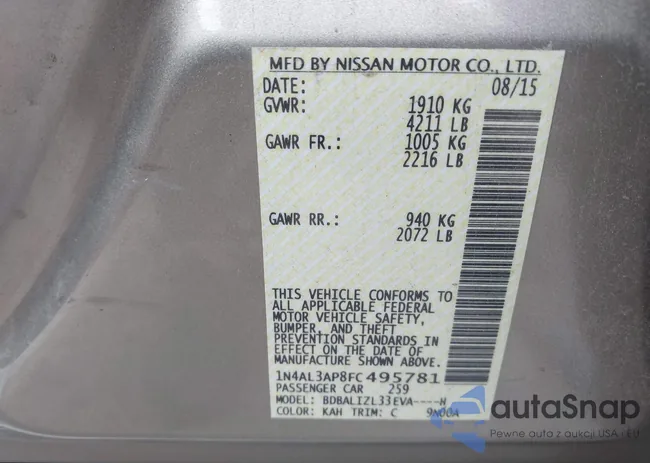 MFD BY NISSAN MOTOR CO., LTD.
DATE: 08/15
GVWR: 1910 KG
4211 LB
GAWR FR.: 1005 KG
2216 LB
GAWR RR.: 940 KG
2072 LB
THIS VEHICLE CONFORMS TO
ALL APPLICABLE FEDERAL
MOTOR VEHICLE SAFETY,
BUMPER, AND THEFT
PREVENTION STANDARDS IN
EFFECT ON THE DATE OF
MANUFACTURE SHOWN ABOVE.
1N4AL3AP8FC495781
PASSENGER CAR 259
MODEL: BDBALIZL33EVA----N
COLOR: KAH TRIM: C 9N00A
autoSnap
Pewne auto z aukcji USA i EU